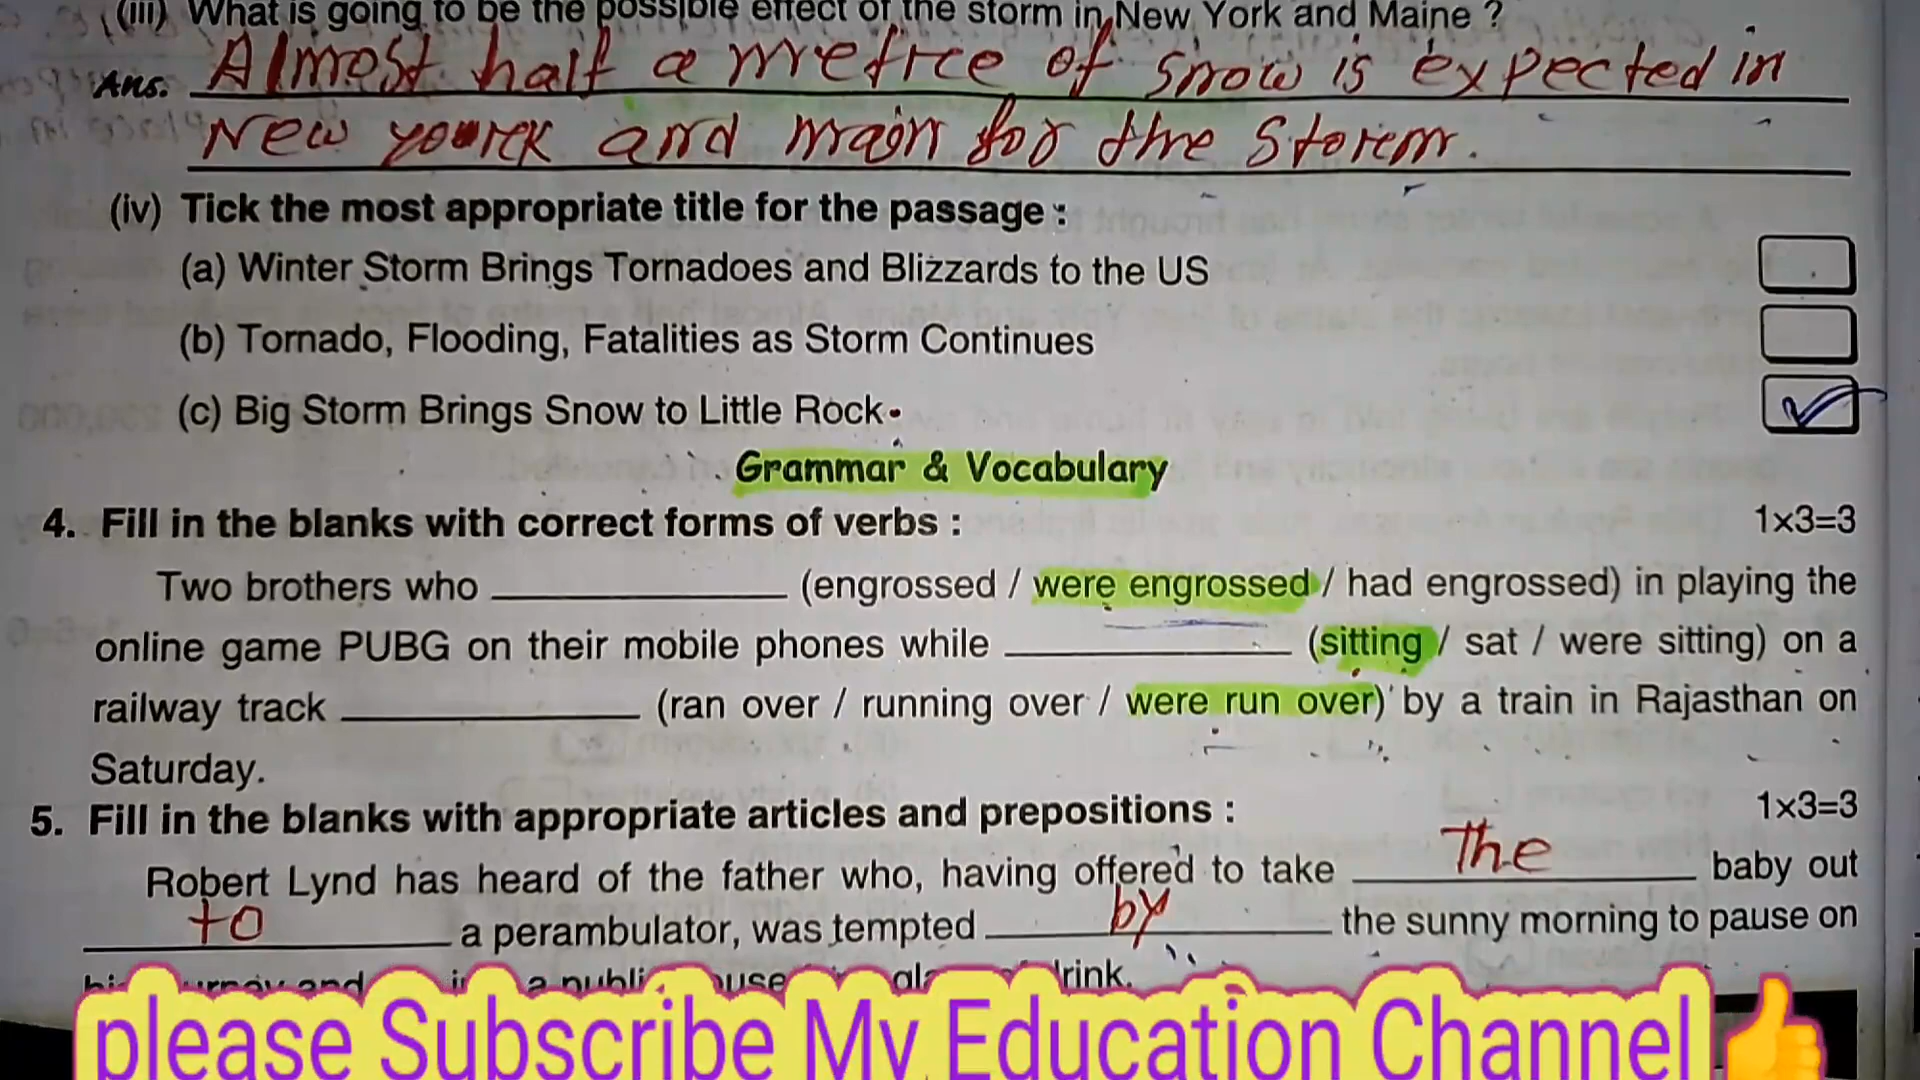 (iii) What is going to be the possible effect of the storm in New York and Maine ?
Ans. Almost half a metre of snow is expected in
New yourk and main for the Storem.
(iv) Tick the most appropriate title for the passage :
(a) Winter Storm Brings Tornadoes and Blizzards to the US
(b) Tornado, Flooding, Fatalities as Storm Continues
(c) Big Storm Brings Snow to Little Rock
Grammar & Vocabulary
4. Fill in the blanks with correct forms of verbs : 1×3=3
Two brothers who ____________ (engrossed / were engrossed / had engrossed) in playing the
online game PUBG on their mobile phones while ____________ (sitting / sat / were sitting) on a
railway track ____________ (ran over / running over / were run over) by a train in Rajasthan on
Saturday.
5. Fill in the blanks with appropriate articles and prepositions : 1×3=3
Robert Lynd has heard of the father who, having offered to take The baby out
to a perambulator, was tempted by the sunny morning to pause on
and a drink.
please Subscribe My Education Channel